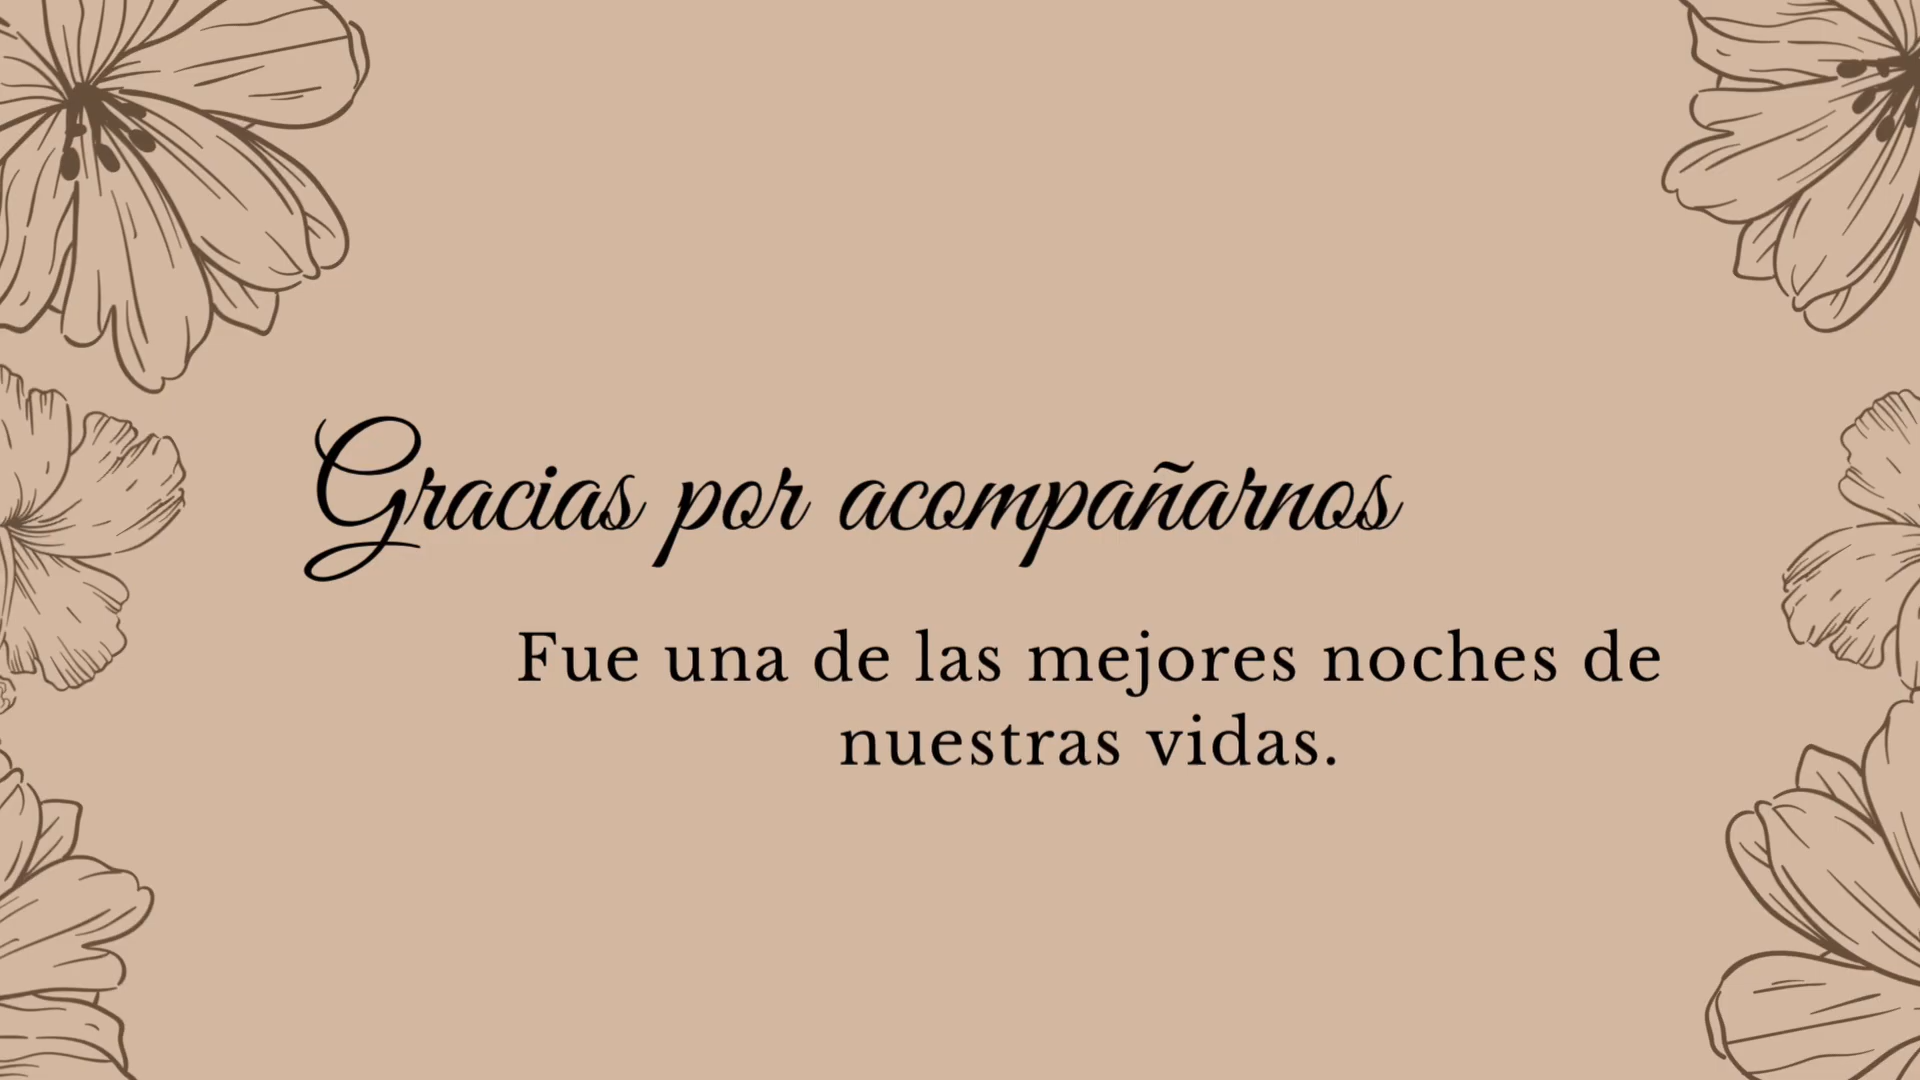 Gracias por acompañarnos
Fue una de las mejores noches de
nuestras vidas.